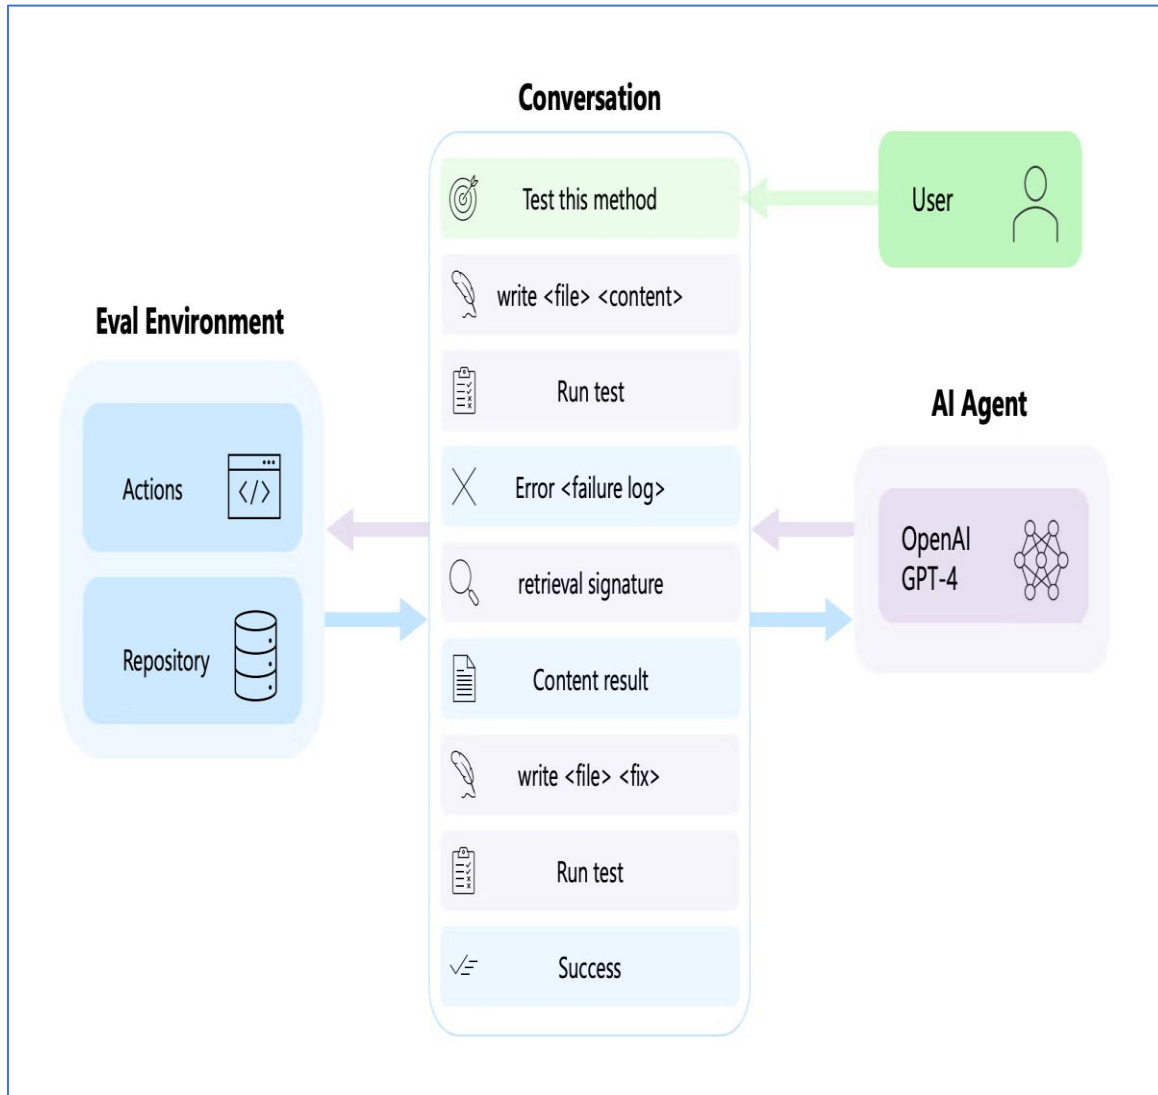 Conversation
Test this method
write <file> <content>
Run test
Error <failure log>
retrieval signature
Content result
write <file> <fix>
Run test
Success
Eval Environment
Actions
Repository
User
AI Agent
OpenAI
GPT-4